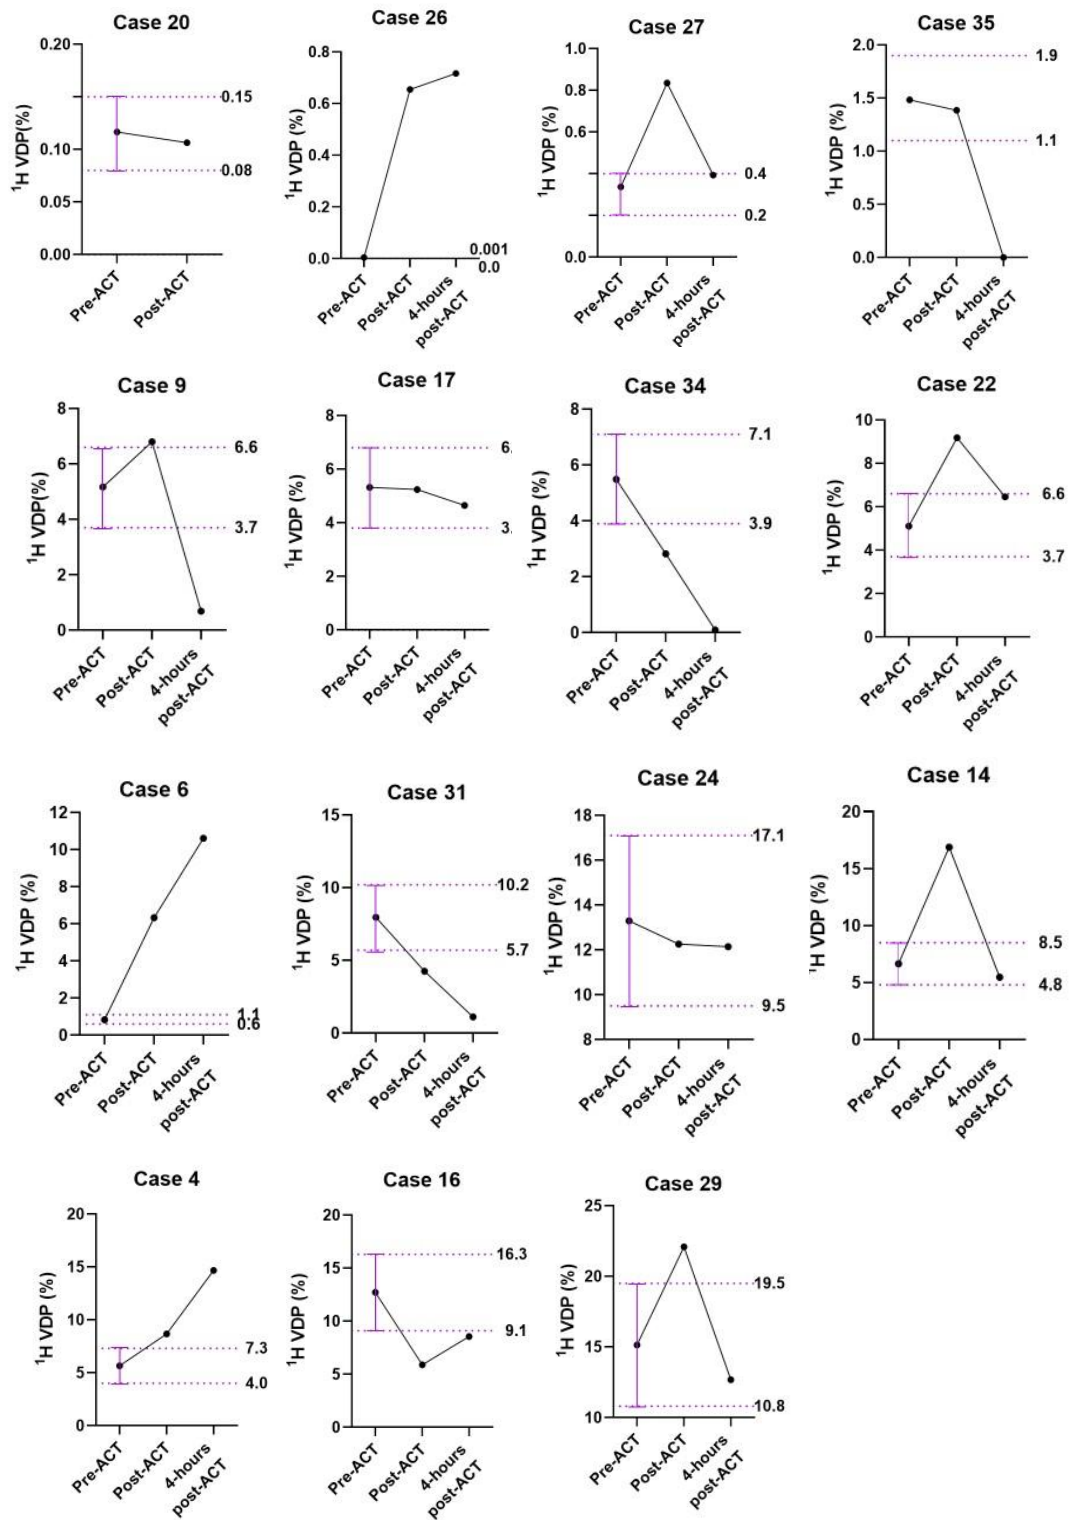 Case 20
0.20
0.10
0.05
0.00
¹H VDP(%)
0.15
0.08
Pre-ACT
Post-ACT
Case 26
0.8
0.6
0.4
0.2
0.0
¹H VDP (%)
0.001
0.0
Pre-ACT
Post-ACT
4-hours
post-ACT
Case 27
1.0
0.8
0.6
0.0
¹H VDP (%)
0.4
0.2
Pre-ACT
Post-ACT
4-hours
post-ACT
Case 35
2.0
1.5
1.0
0.5
0.0
¹H VDP (%)
1.9
1.1
Pre-ACT
Post-ACT
4-hours
post-ACT
Case 9
8
6
4
2
0
¹H VDP(%)
6.6
3.7
Pre-ACT
Post-ACT
4-hours
post-ACT
Case 17
8
6
4
2
0
¹H VDP (%)
6.
3.
Pre-ACT
Post-ACT
4-hours
post-ACT
Case 34
8
6
4
2
0
¹H VDP (%)
7.1
3.9
Pre-ACT
Post-ACT
4-hours
post-ACT
Case 22
10
8
6
4
2
0
¹H VDP (%)
6.6
3.7
Pre-ACT
Post-ACT
4-hours
post-ACT
Case 6
12
10
8
6
4
2
0
¹H VDP (%)
1.1
0.6
Pre-ACT
Post-ACT
4-hours
post-ACT
Case 31
15
10
5
0
¹H VDP (%)
10.2
5.7
Pre-ACT
Post-ACT
4-hours
post-ACT
Case 24
18
16
14
12
10
8
¹H VDP (%)
17.1
9.5
Pre-ACT
Post-ACT
4-hours
post-ACT
Case 14
20
15
10
5
0
¹H VDP (%)
8.5
4.8
Pre-ACT
Post-ACT
4-hours
post-ACT
Case 4
20
15
10
5
0
¹H VDP (%)
7.3
4.0
Pre-ACT
Post-ACT
4-hours
post-ACT
Case 16
20
15
10
5
0
¹H VDP (%)
16.3
9.1
Pre-ACT
Post-ACT
4-hours
post-ACT
Case 29
25
20
15
10
¹H VDP (%)
19.5
10.8
Pre-ACT
Post-ACT
4-hours
post-ACT